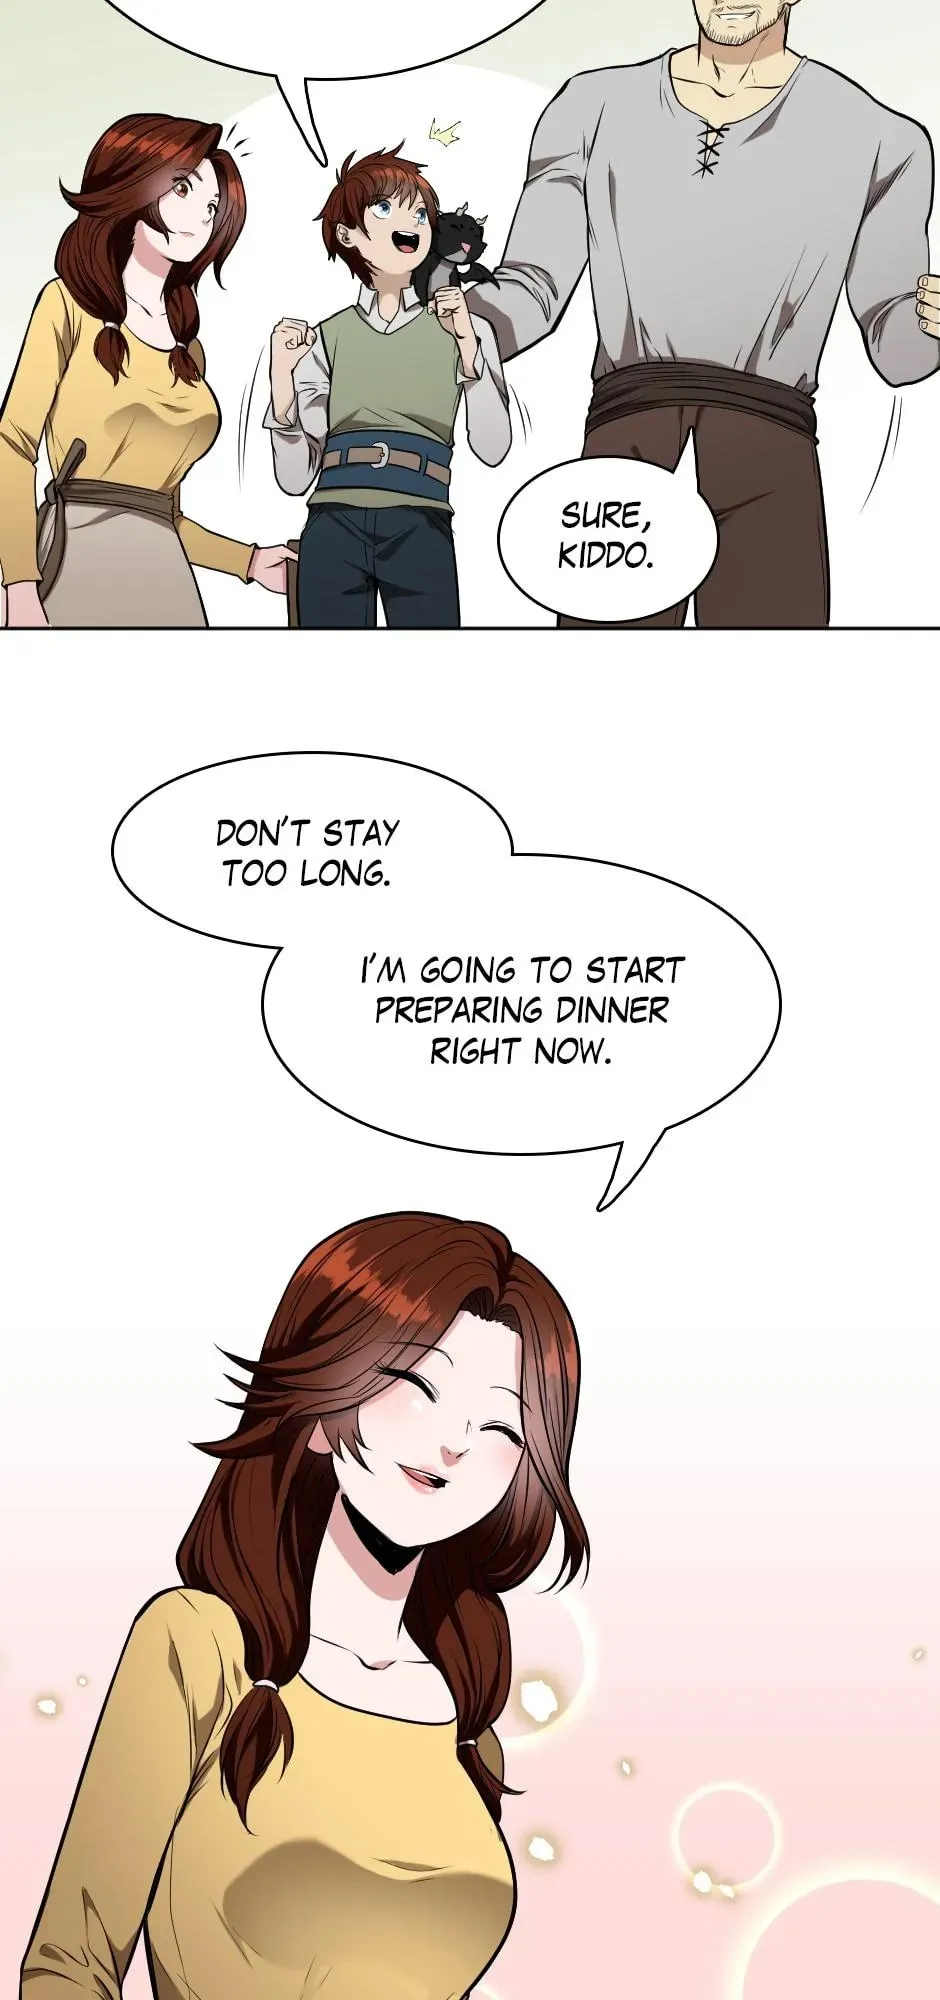 SURE,
KIDDO.
DON'T STAY
TOO LONG.
I'M GOING TO START
PREPARING DINNER
RIGHT NOW.